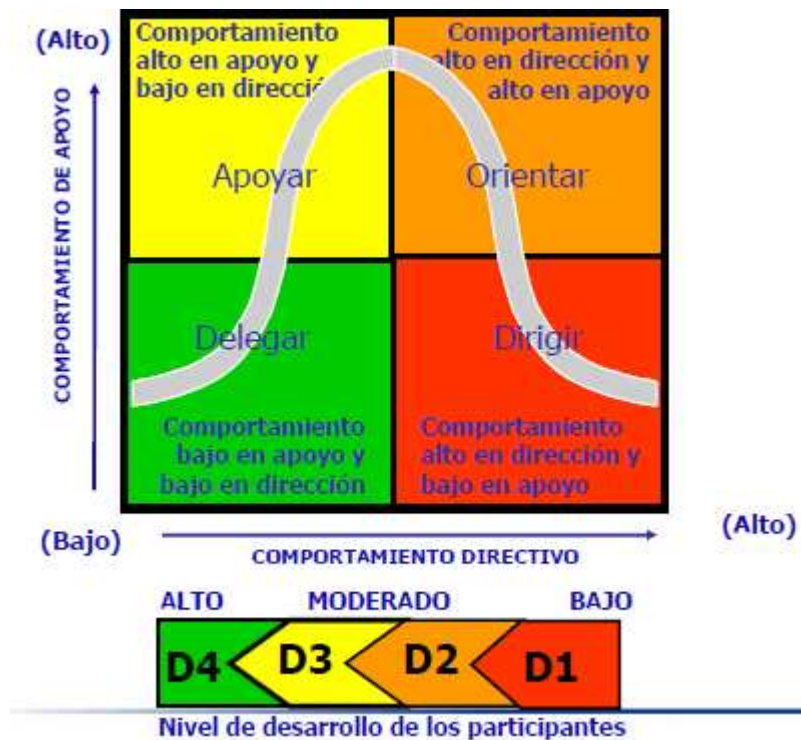 (Alto)
Comportamiento
alto en apoyo y
bajo en direcció
Comportamiento
alto en dirección y
alto en apoyo
COMPORTAMIENTO DE APOYO
Apoyar
Orientar
Delegar
Dirigir
Comportamiento
bajo en apoyo y
bajo en dirección
Comportamiento
alto en dirección y
bajo en apoyo
(Bajo)
(Alto)
COMPORTAMIENTO DIRECTIVO
ALTO MODERADO BAJO
D4 D3 D2 D1
Nivel de desarrollo de los participantes